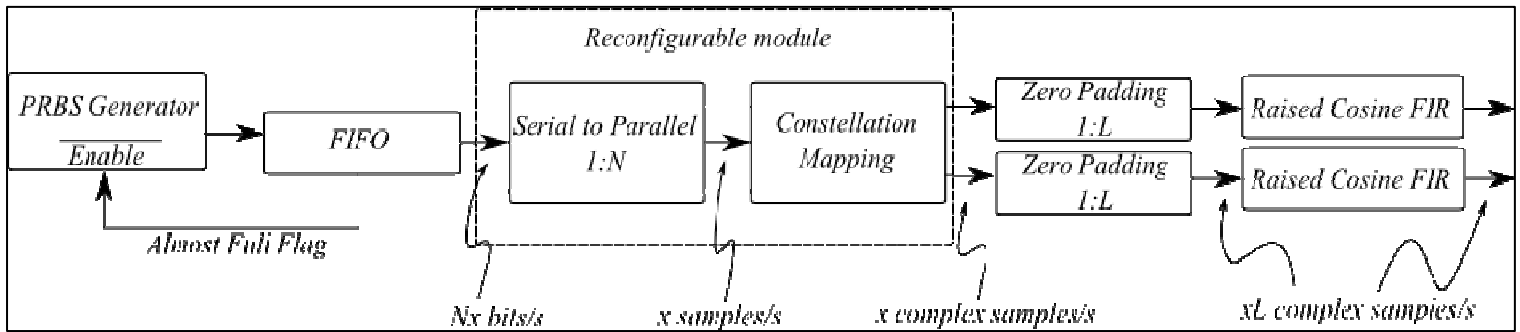 Reconfigurable module
PRBS Generator
Enable
FIFO
Serial to Parallel
1:N
Constellation
Mapping
Zero Padding
1:L
Raised Cosine FIR
Zero Padding
1:L
Raised Cosine FIR
Almost Full Flag
Nx bits/s
x samples/s
x complex samples/s
xL complex samples/s